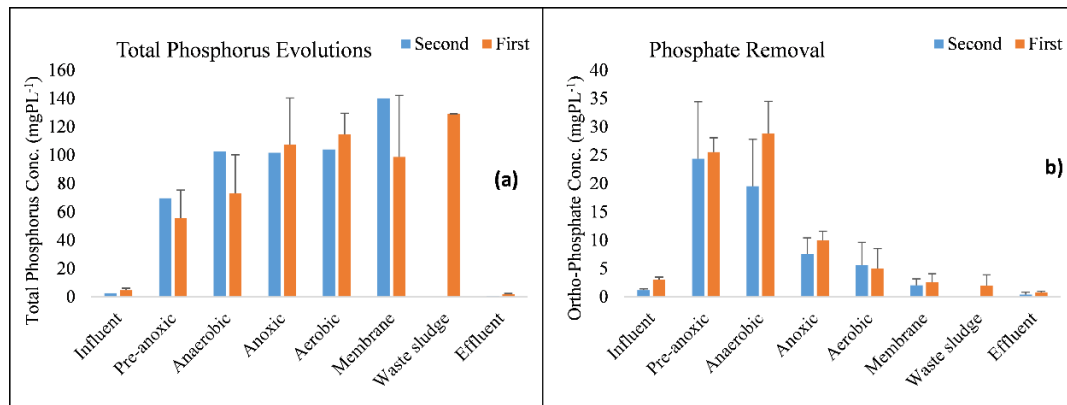 Total Phosphorus Evolutions
Second First
Total Phosphorus Conc. (mgPL⁻¹)
160
140
120
100
80
60
40
20
0
(a)
Influent
Pre-anoxic
Anaerobic
Anoxic
Aerobic
Membrane
Waste sludge
Effluent
Phosphate Removal
Second First
Ortho-Phosphate Conc. (mgPL⁻¹)
40
35
30
25
20
15
10
5
0
b)
Influent
Pre-anoxic
Anaerobic
Anoxic
Aerobic
Membrane
Waste sludge
Effluent